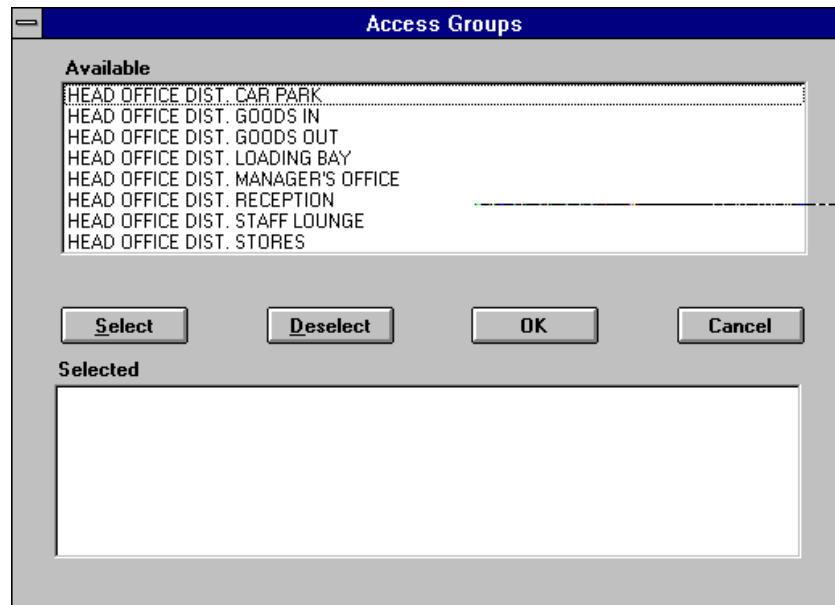 Access Groups
Available
HEAD OFFICE DIST. CAR PARK
HEAD OFFICE DIST. GOODS IN
HEAD OFFICE DIST. GOODS OUT
HEAD OFFICE DIST. LOADING BAY
HEAD OFFICE DIST. MANAGER'S OFFICE
HEAD OFFICE DIST. RECEPTION
HEAD OFFICE DIST. STAFF LOUNGE
HEAD OFFICE DIST. STORES
Select Deselect OK Cancel
Selected